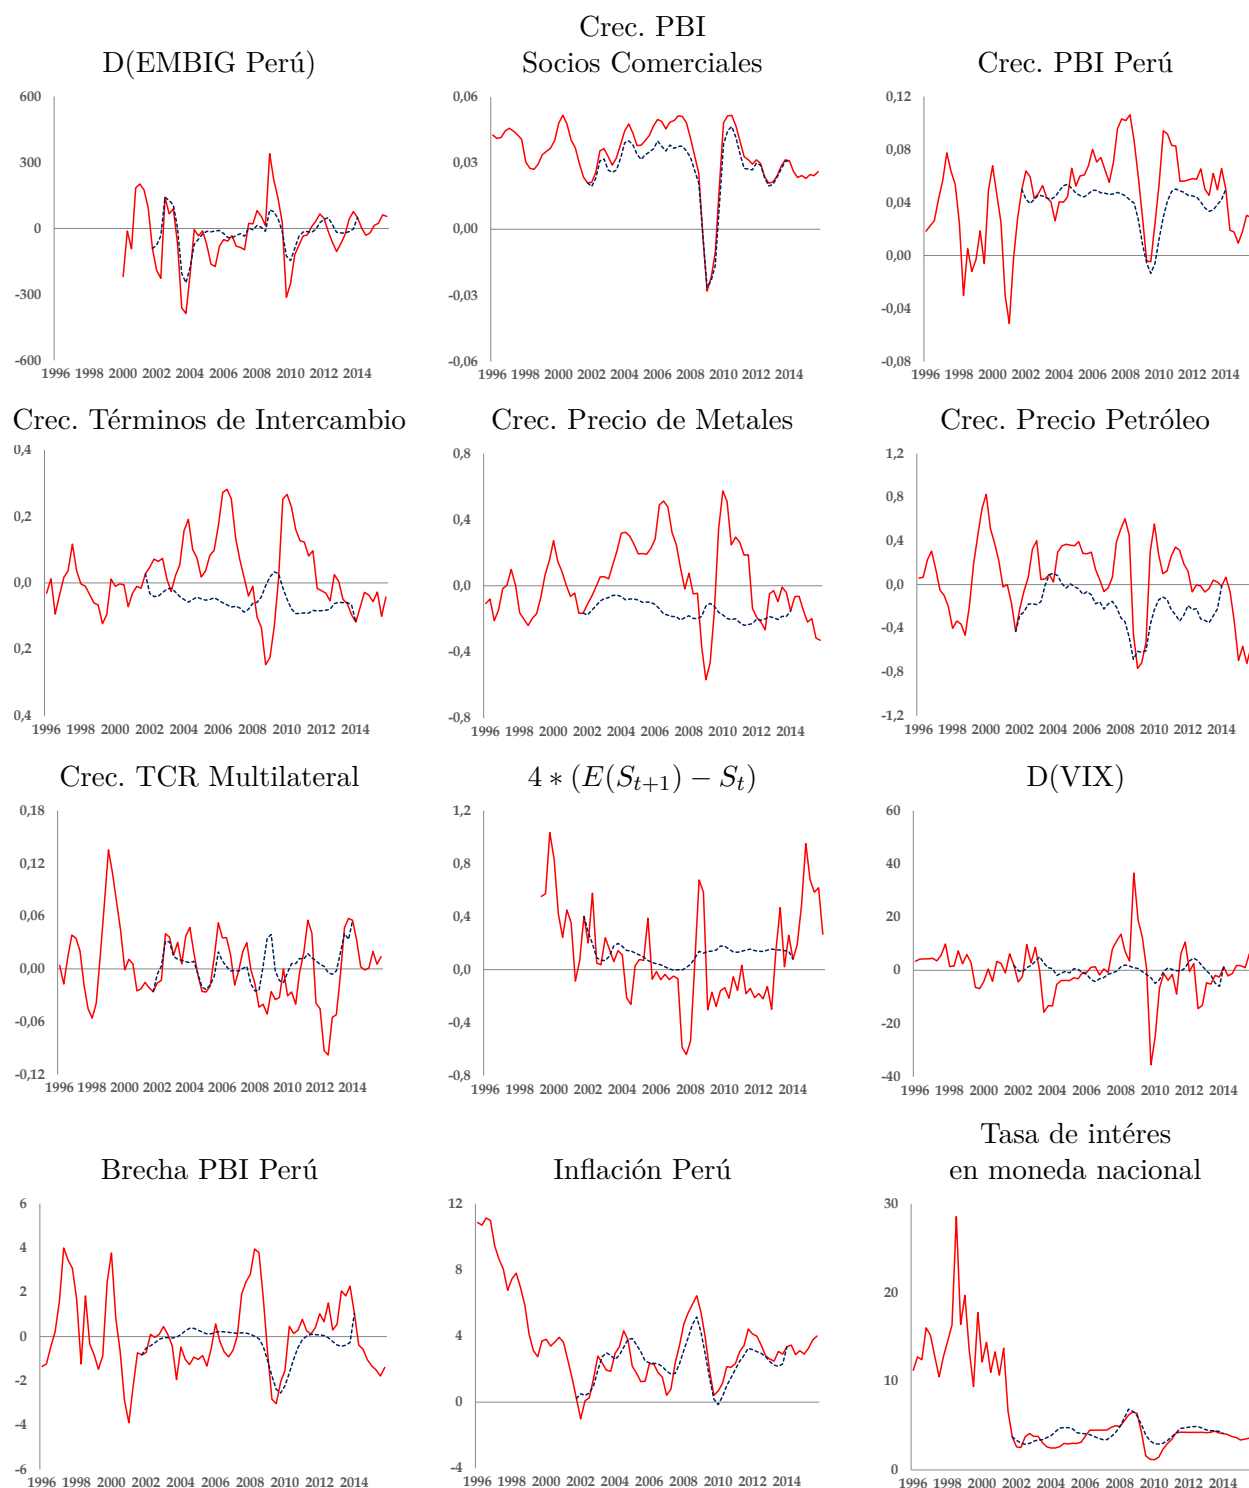 Crec. PBI
D(EMBIG Perú) Socios Comerciales Crec. PBI Perú
600 0,06 0,12
300 0,03 0,08
0,04
0 0,00
0,00
-300 -0,03
-0,04
-600 -0,06 -0,08
1996 1998 2000 2002 2004 2006 2008 2010 2012 2014 1996 1998 2000 2002 2004 2006 2008 2010 2012 2014 1996 1998 2000 2002 2004 2006 2008 2010 2012 2014
Crec. Términos de Intercambio Crec. Precio de Metales Crec. Precio Petróleo
0,4 0,8 1,2
0,8
0,2 0,4
0,4
0,0 0,0 0,0
-0,4
0,2 -0,4
-0,8
0,4 -0,8 -1,2
1996 1998 2000 2002 2004 2006 2008 2010 2012 2014 1996 1998 2000 2002 2004 2006 2008 2010 2012 2014 1996 1998 2000 2002 2004 2006 2008 2010 2012 2014
Crec. TCR Multilateral 4 ∗ (E(St+1) − St) D(VIX)
0,18 1,2 60
0,12 0,8 40
0,06 0,4 20
0,00 0,0 0
-0,06 -0,4 -20
-0,12 -0,8 -40
1996 1998 2000 2002 2004 2006 2008 2010 2012 2014 1996 1998 2000 2002 2004 2006 2008 2010 2012 2014 1996 1998 2000 2002 2004 2006 2008 2010 2012 2014
Tasa de intéres
Brecha PBI Perú Inflación Perú en moneda nacional
6 12 30
4
8
20
2
4
0
10
-2
0
-4
-6 -4 0
1996 1998 2000 2002 2004 2006 2008 2010 2012 2014 1996 1998 2000 2002 2004 2006 2008 2010 2012 2014 1996 1998 2000 2002 2004 2006 2008 2010 2012 2014